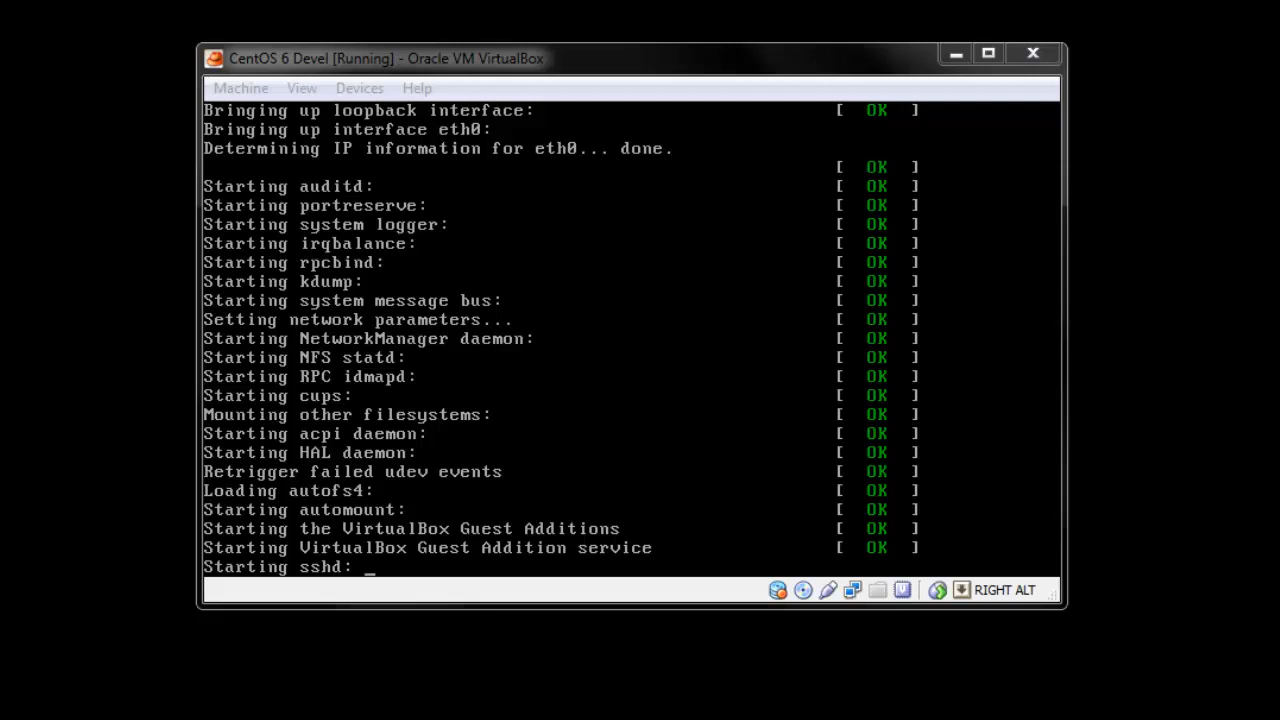 CentOS 6 Devel [Running] - Oracle VM VirtualBox
Machine View Devices Help
Bringing up loopback interface: [ OK ]
Bringing up interface eth0:
Determining IP information for eth0... done.
[ OK ]
Starting auditd: [ OK ]
Starting portreserve: [ OK ]
Starting system logger: [ OK ]
Starting irqbalance: [ OK ]
Starting rpcbind: [ OK ]
Starting kdump: [ OK ]
Starting system message bus: [ OK ]
Setting network parameters... [ OK ]
Starting NetworkManager daemon: [ OK ]
Starting NFS statd: [ OK ]
Starting RPC idmapd: [ OK ]
Starting cups: [ OK ]
Mounting other filesystems: [ OK ]
Starting acpi daemon: [ OK ]
Starting HAL daemon: [ OK ]
Retrigger failed udev events [ OK ]
Loading autofs4: [ OK ]
Starting automount: [ OK ]
Starting the VirtualBox Guest Additions [ OK ]
Starting VirtualBox Guest Addition service [ OK ]
Starting sshd: _
RIGHT ALT